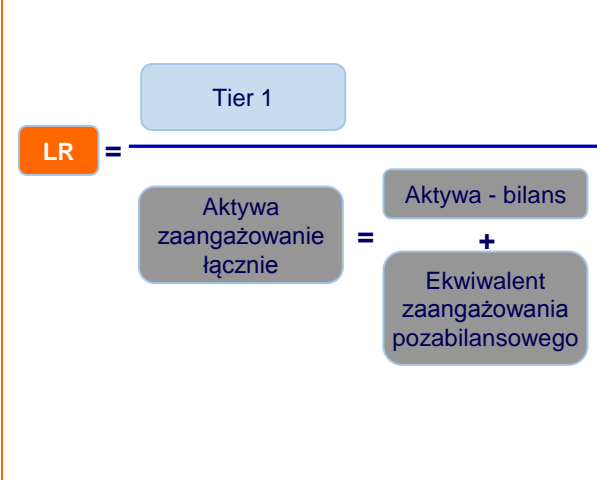 Tier 1
LR
=
Aktywa
zaangażowanie
łącznie
=
Aktywa - bilans
+
Ekwiwalent
zaangażowania
pozabilansowego